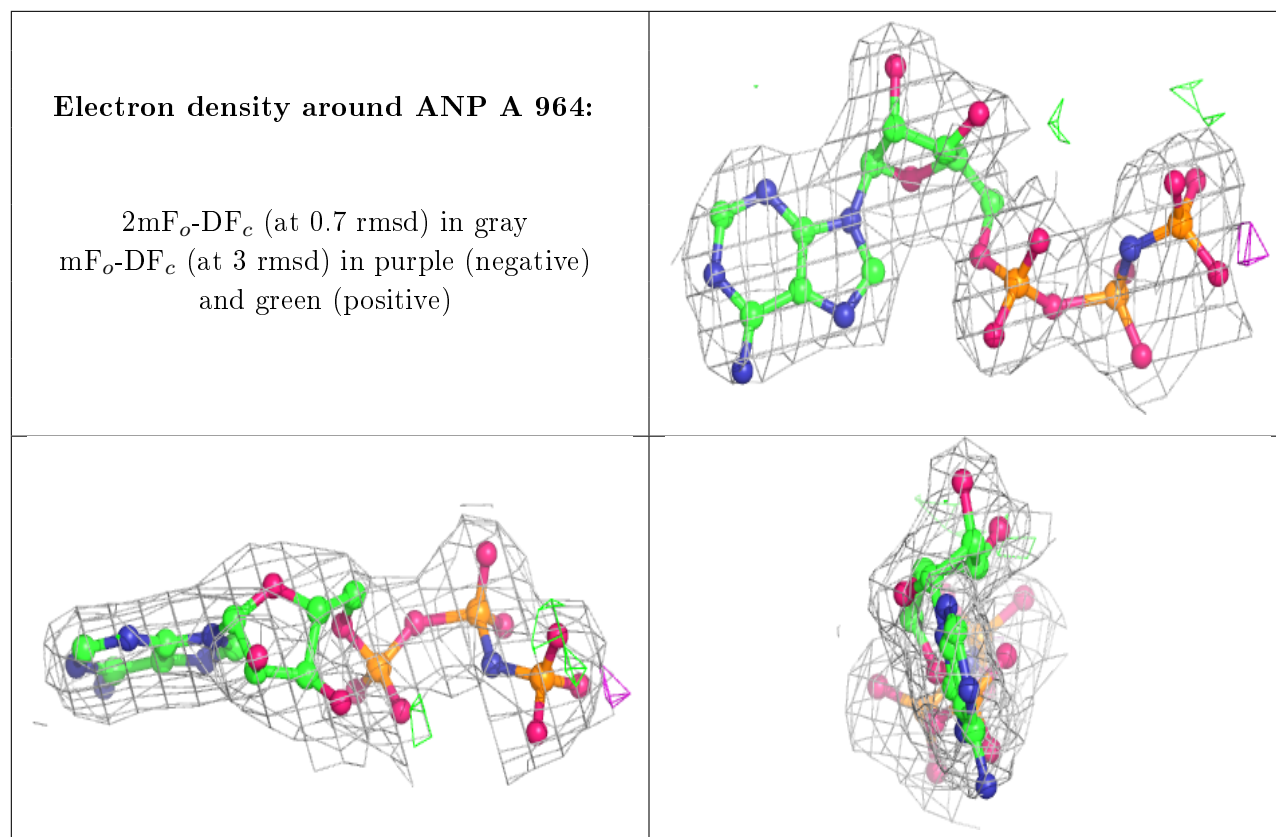 Electron density around ANP A 964:
2mFo-DFc (at 0.7 rmsd) in gray
mFo-DFc (at 3 rmsd) in purple (negative)
and green (positive)